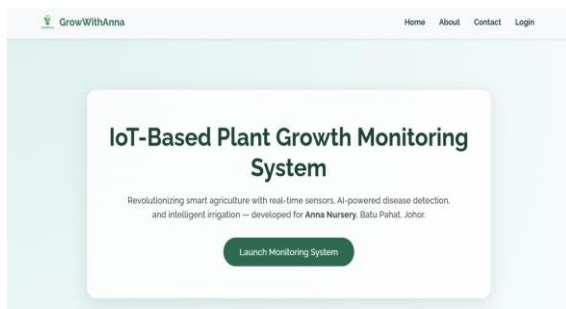 GrowWithAnna
Home About Contact Login
IoT-Based Plant Growth Monitoring
System
Revolutionizing smart agriculture with real-time sensors, AI-powered disease detection,
and intelligent irrigation — developed for Anna Nursery, Batu Pahat, Johor.
Launch Monitoring System